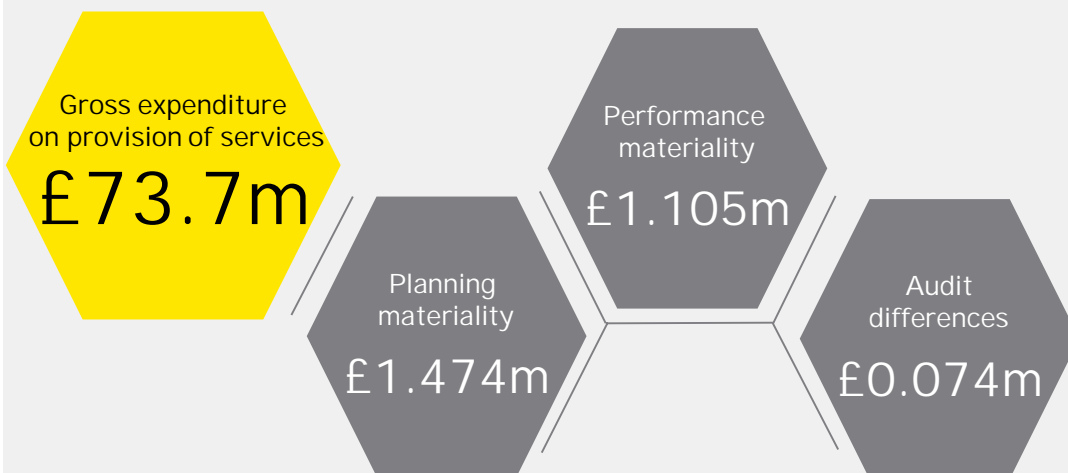 Gross expenditure
on provision of services
£73.7m
Planning
materiality
£1.474m
Performance
materiality
£1.105m
Audit
differences
£0.074m